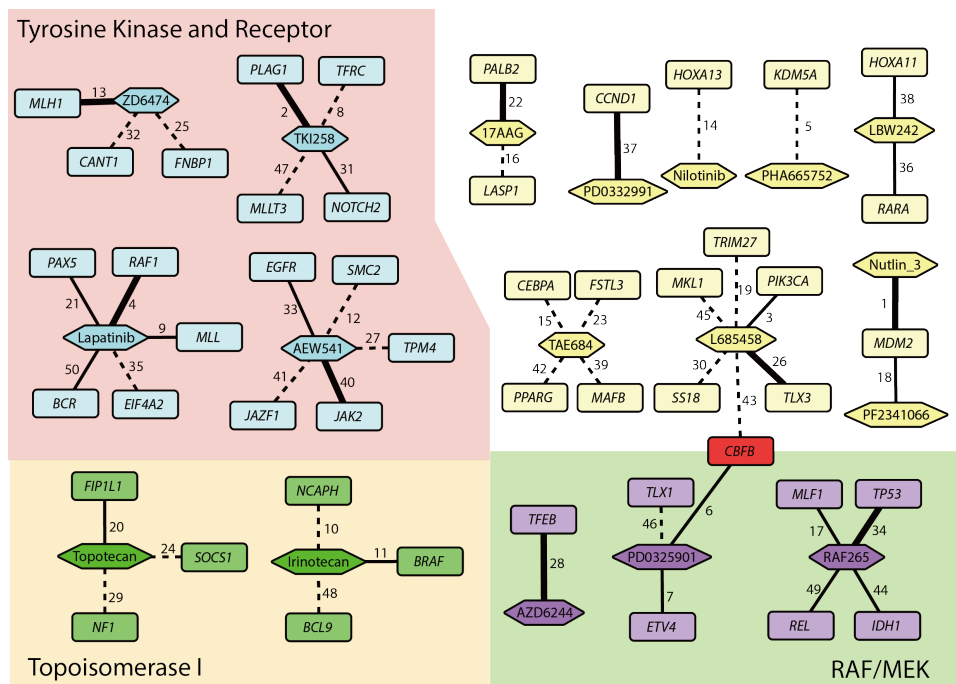 Tyrosine Kinase and Receptor
PLAG1
TFRC
MLH1
13
ZD6474
2
8
32
25
TKI258
CANT1
FNBP1
47
31
MLLT3
NOTCH2
PALB2
HOXA13
KDM5A
HOXA11
CCND1
22
38
17AAG
14
5
LBW242
16
37
36
LASP1
PD0332991
Nilotinib
PHA665752
RARA
PAX5
RAF1
EGFR
SMC2
21
4
33
12
Lapatinib
9
MLL
AEW541
27
TPM4
50
35
41
40
BCR
EIF4A2
JAZF1
JAK2
TRIM27
CEBPA
FSTL3
MKL1
19
PIK3CA
Nutlin_3
15
23
45
3
1
TAE684
L685458
MDM2
42
39
30
26
18
PPARG
MAFB
SS18
43
TLX3
PF2341066
CBFB
FIP1L1
NCAPH
20
10
Topotecan
24
SOCS1
Irinotecan
11
BRAF
29
48
NF1
BCL9
Topoisomerase I
TLX1
MLF1
TP53
TFEB
46
6
17
34
28
PD0325901
RAF265
7
49
44
AZD6244
ETV4
REL
IDH1
RAF/MEK